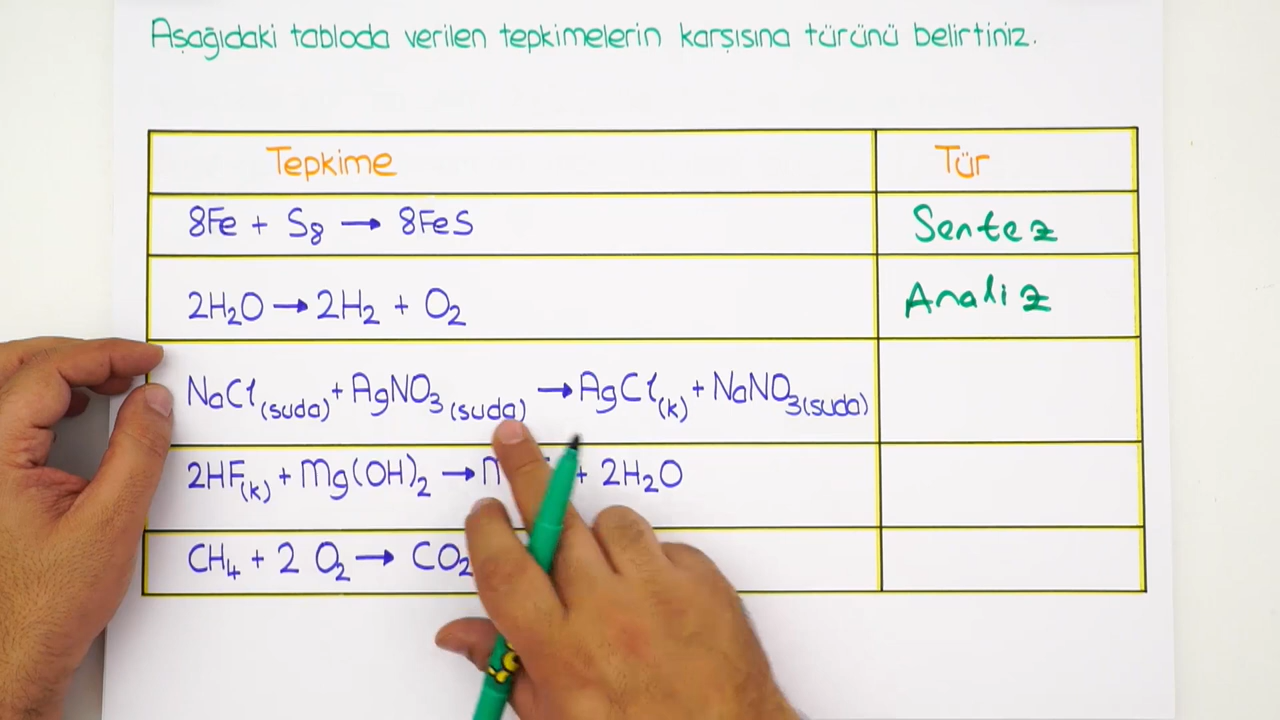 Aşağıdaki tabloda verilen tepkimelerin karşısına türünü belirtiniz.
Tepkime Tür
8Fe + S₈ → 8FeS Sentez
2H₂O → 2H₂ + O₂ Analiz
NaCl(suda) + AgNO₃(suda) → AgCl(k) + NaNO₃(suda)
2HF(k) + Mg(OH)₂ → + 2H₂O
CH₄ + 2 O₂ → CO₂